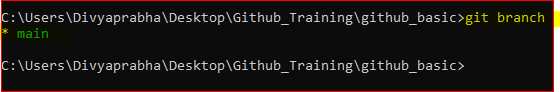 C:\Users\Divyaprabha\Desktop\Github_Training\github_basic>git branch
* main
C:\Users\Divyaprabha\Desktop\Github_Training\github_basic>